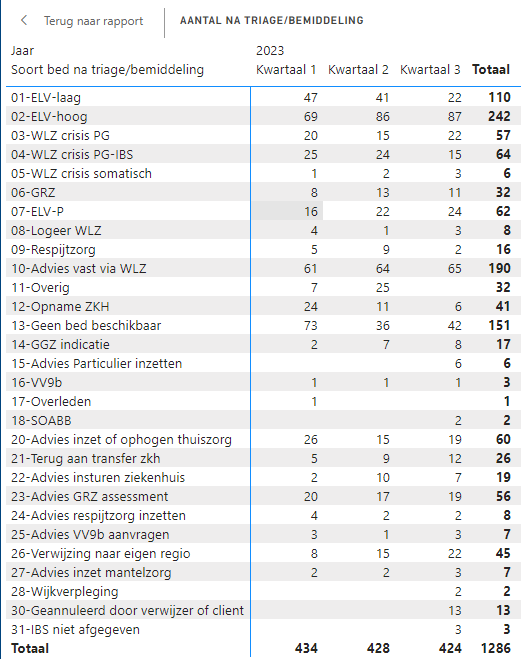 Terug naar rapport AANTAL NA TRIAGE/BEMIDDELING
Jaar 2023
Soort bed na triage/bemiddeling Kwartaal 1 Kwartaal 2 Kwartaal 3 Totaal
01-ELV-laag 47 41 22 110
02-ELV-hoog 69 86 87 242
03-WLZ crisis PG 20 15 22 57
04-WLZ crisis PG-IBS 25 24 15 64
05-WLZ crisis somatisch 1 2 3 6
06-GRZ 8 13 11 32
07-ELV-P 16 22 24 62
08-Logeer WLZ 4 1 3 8
09-Respijtzorg 5 9 2 16
10-Advies vast via WLZ 61 64 65 190
11-Overig 7 25 32
12-Opname ZKH 24 11 6 41
13-Geen bed beschikbaar 73 36 42 151
14-GGZ indicatie 2 7 8 17
15-Advies Particulier inzetten 6 6
16-VV9b 1 1 1 3
17-Overleden 1 1
18-SOABB 2 2
20-Advies inzet of ophogen thuiszorg 26 15 19 60
21-Terug aan transfer zkh 5 9 12 26
22-Advies insturen ziekenhuis 2 10 7 19
23-Advies GRZ assessment 20 17 19 56
24-Advies respijtzorg inzetten 4 2 2 8
25-Advies VV9b aanvragen 3 1 3 7
26-Verwijzing naar eigen regio 8 15 22 45
27-Advies inzet mantelzorg 2 2 3 7
28-Wijkverpleging 2 2
30-Geannuleerd door verwijzer of client 13 13
31-IBS niet afgegeven 3 3
Totaal 434 428 424 1286